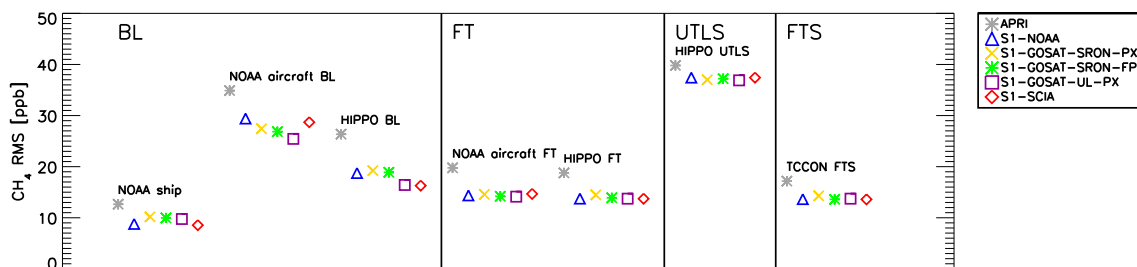 50
40
30
20
10
0
CH4 RMS [ppb]
BL
FT
UTLS
FTS
NOAA ship
NOAA aircraft BL
HIPPO BL
NOAA aircraft FT
HIPPO FT
HIPPO UTLS
TCCON FTS
APRI
S1-NOAA
S1-GOSAT-SRON-PX
S1-GOSAT-SRON-FP
S1-GOSAT-UL-PX
S1-SCIA